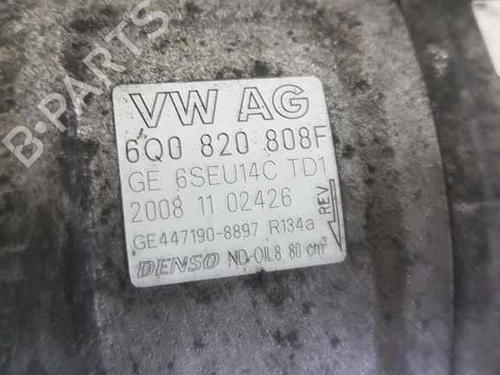 B-PARTS
VW AG
6Q0 820 808F
GE 6SEU14C TD1
2008 11 02426
GE447190-8897 R134a
DENSO ND-OIL8 80 cm³
REV